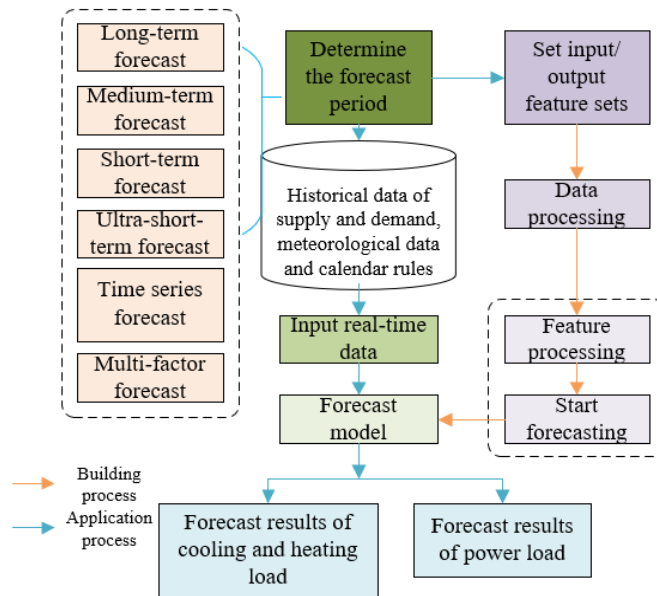 Long-term
forecast
Medium-term
forecast
Short-term
forecast
Ultra-short-
term forecast
Time series
forecast
Multi-factor
forecast
Determine
the forecast
period
Historical data of
supply and demand,
meteorological data
and calendar rules
Input real-time
data
Forecast
model
Set input/
output
feature sets
Data
processing
Feature
processing
Start
forecasting
Building
process
Application
process
Forecast results of
cooling and heating
load
Forecast results
of power load